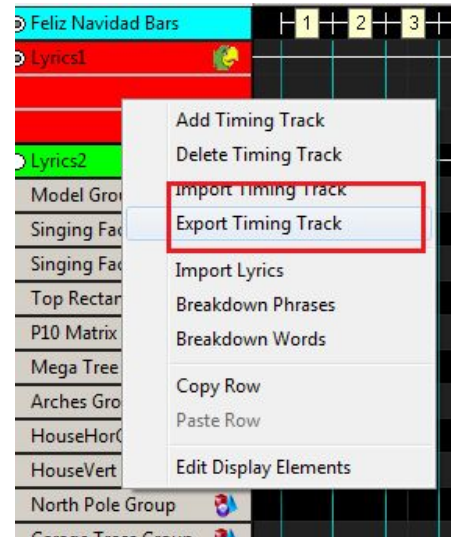 Feliz Navidad Bars
1 2 3
Lyrics1
Add Timing Track
Delete Timing Track
Import Timing Track
Export Timing Track
Import Lyrics
Breakdown Phrases
Breakdown Words
Copy Row
Paste Row
Edit Display Elements
Lyrics2
Model Gro
Singing Fac
Singing Fac
Top Rectan
P10 Matrix
Mega Tree
Arches Gro
HouseHor
HouseVert
North Pole Group